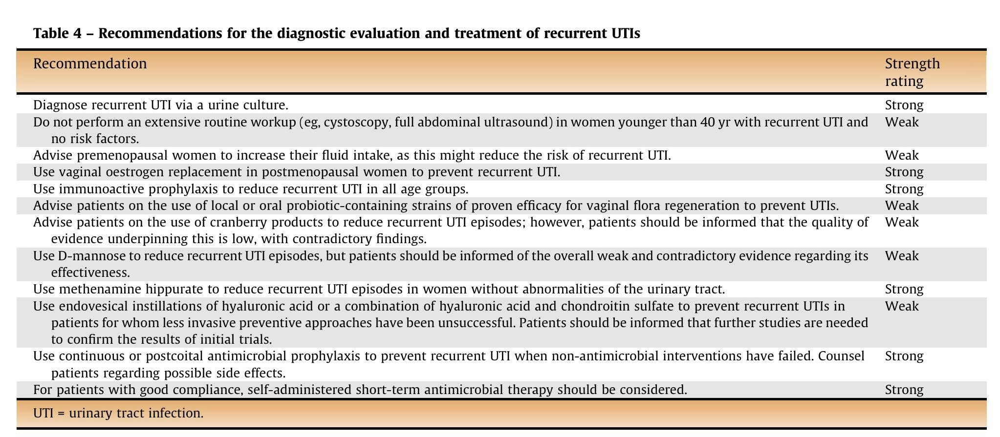 Table 4 – Recommendations for the diagnostic evaluation and treatment of recurrent UTIs
Recommendation
Strength
rating
Diagnose recurrent UTI via a urine culture. Strong
Do not perform an extensive routine workup (eg, cystoscopy, full abdominal ultrasound) in women younger than 40 yr with recurrent UTI and Weak
no risk factors.
Advise premenopausal women to increase their fluid intake, as this might reduce the risk of recurrent UTI. Weak
Use vaginal oestrogen replacement in postmenopausal women to prevent recurrent UTI. Strong
Use immunoactive prophylaxis to reduce recurrent UTI in all age groups. Strong
Advise patients on the use of local or oral probiotic-containing strains of proven efficacy for vaginal flora regeneration to prevent UTIs. Weak
Advise patients on the use of cranberry products to reduce recurrent UTI episodes; however, patients should be informed that the quality of Weak
evidence underpinning this is low, with contradictory findings.
Use D-mannose to reduce recurrent UTI episodes, but patients should be informed of the overall weak and contradictory evidence regarding its Weak
effectiveness.
Use methenamine hippurate to reduce recurrent UTI episodes in women without abnormalities of the urinary tract. Strong
Use endovesical instillations of hyaluronic acid or a combination of hyaluronic acid and chondroitin sulfate to prevent recurrent UTIs in Weak
patients for whom less invasive preventive approaches have been unsuccessful. Patients should be informed that further studies are needed
to confirm the results of initial trials.
Use continuous or postcoital antimicrobial prophylaxis to prevent recurrent UTI when non-antimicrobial interventions have failed. Counsel Strong
patients regarding possible side effects.
For patients with good compliance, self-administered short-term antimicrobial therapy should be considered. Strong
UTI = urinary tract infection.